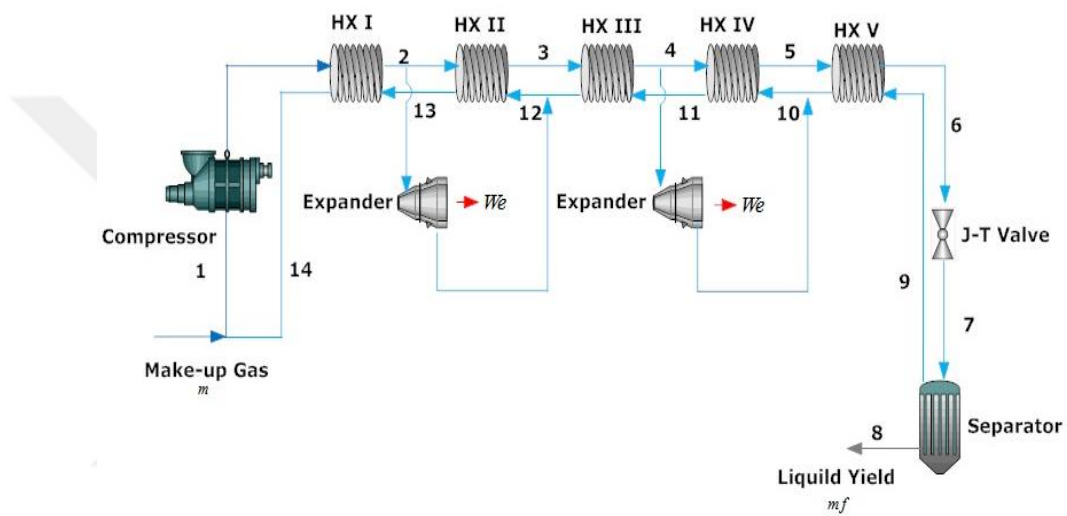 HX I
HX II
HX III
HX IV
HX V
2
3
4
5
13
12
11
10
6
Expander
We
Expander
We
Compressor
J-T Valve
1
14
9
7
Make-up Gas
m
Separator
8
Liquild Yield
mf